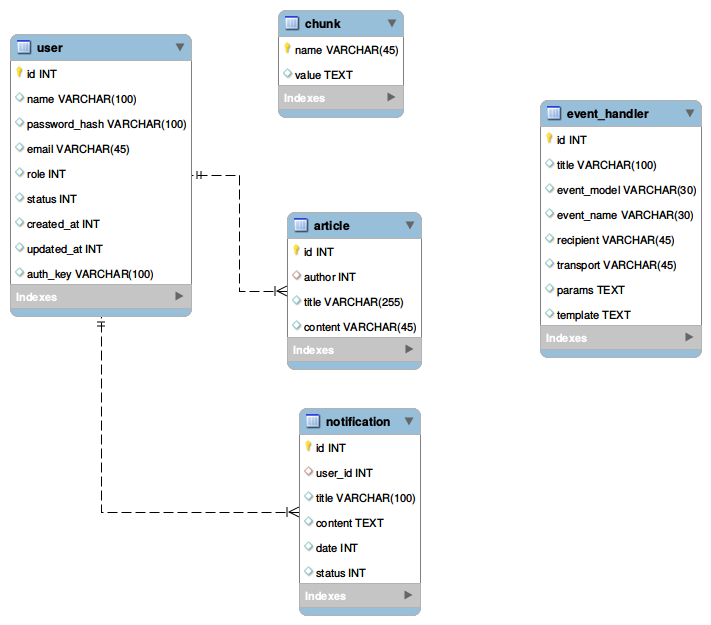 user
id INT
name VARCHAR(100)
password_hash VARCHAR(100)
email VARCHAR(45)
role INT
status INT
created_at INT
updated_at INT
auth_key VARCHAR(100)
Indexes
chunk
name VARCHAR(45)
value TEXT
Indexes
article
id INT
author INT
title VARCHAR(255)
content VARCHAR(45)
Indexes
notification
id INT
user_id INT
title VARCHAR(100)
content TEXT
date INT
status INT
Indexes
event_handler
id INT
title VARCHAR(100)
event_model VARCHAR(30)
event_name VARCHAR(30)
recipient VARCHAR(45)
transport VARCHAR(45)
params TEXT
template TEXT
Indexes